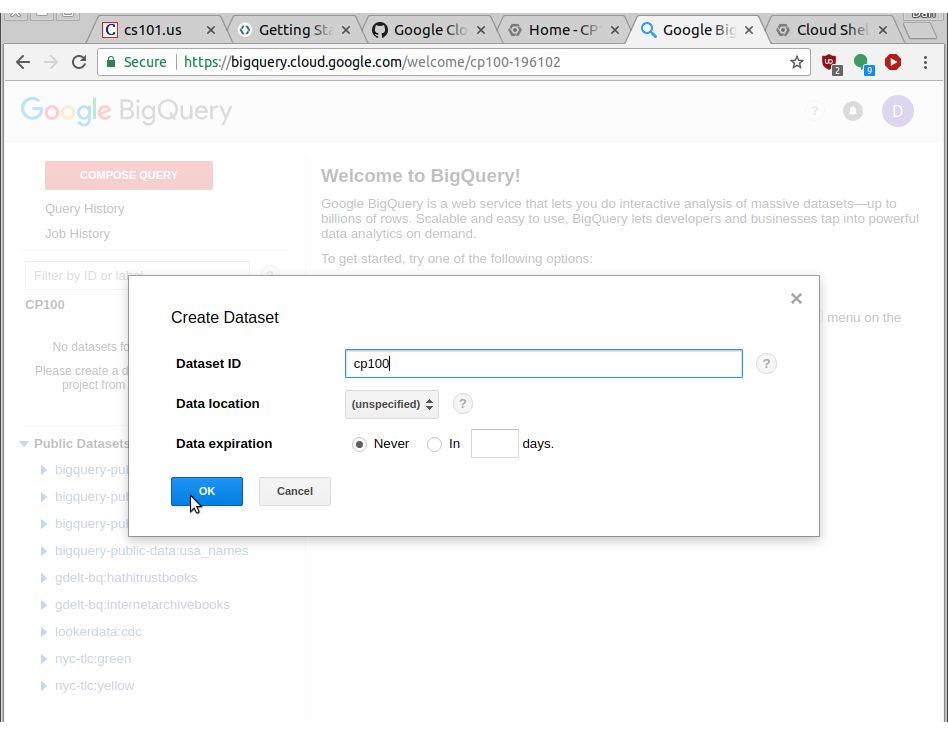 Dan
cs101.us
Getting Sta
Google Clo
Home - CP
Google Big
Cloud Shel
Secure
https://bigquery.cloud.google.com/welcome/cp100-196102
2
9
Google BigQuery
?
D
COMPOSE QUERY
Query History
Job History
Filter by ID or label
?
CP100
No datasets fo
Please create a d
project from
Public Datasets
bigquery-pub
bigquery-pub
bigquery-pub
bigquery-public-data:usa_names
gdelt-bq:hathitrustbooks
gdelt-bq:internetarchivebooks
lookerdata:cdc
nyc-tlc:green
nyc-tlc:yellow
Welcome to BigQuery!
Google BigQuery is a web service that lets you do interactive analysis of massive datasets—up to
billions of rows. Scalable and easy to use, BigQuery lets developers and businesses tap into powerful
data analytics on demand.
To get started, try one of the following options:
menu on the
Create Dataset
Dataset ID
cp100
?
Data location
(unspecified)
?
Data expiration
Never
In
days.
OK
Cancel